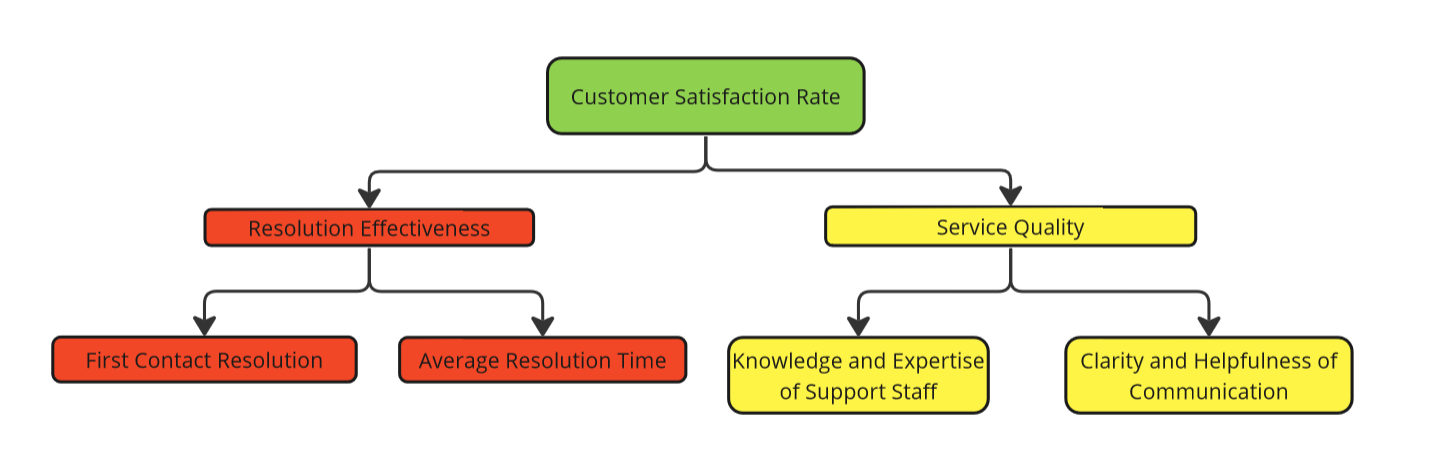 Customer Satisfaction Rate
Resolution Effectiveness
Service Quality
First Contact Resolution
Average Resolution Time
Knowledge and Expertise
of Support Staff
Clarity and Helpfulness of
Communication